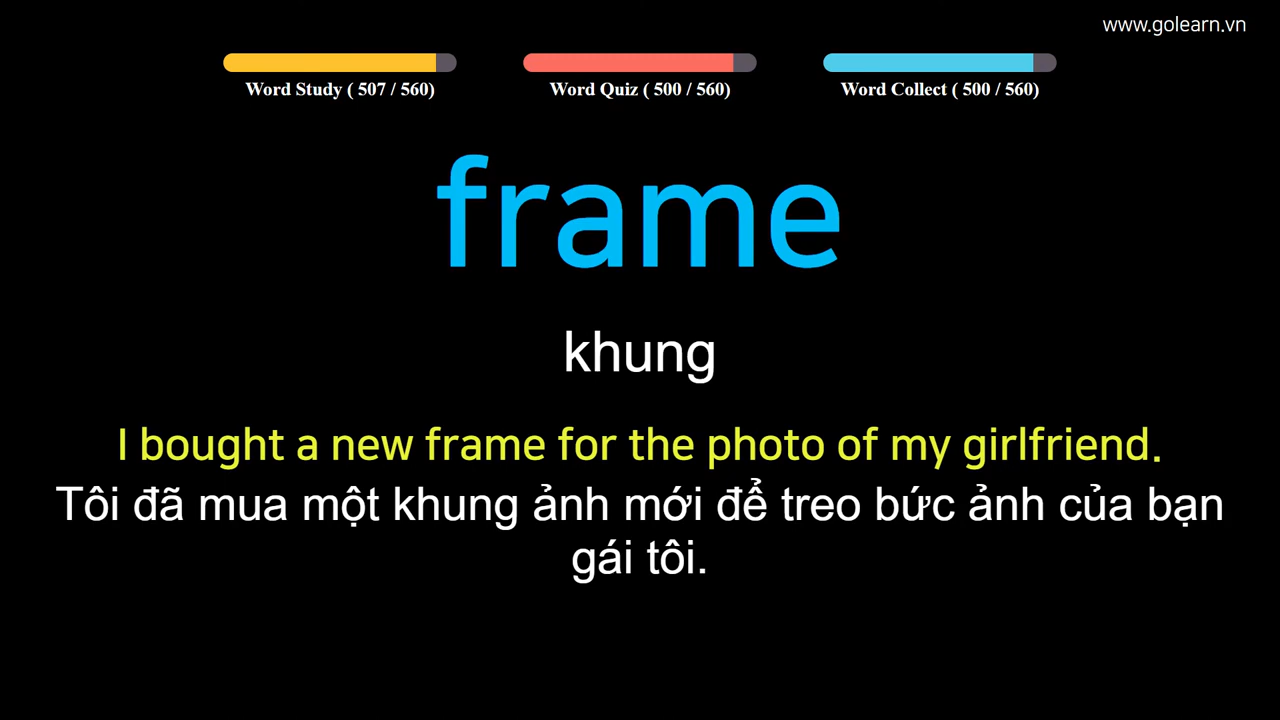 www.golearn.vn
Word Study ( 507 / 560)
Word Quiz ( 500 / 560)
Word Collect ( 500 / 560)
frame
khung
I bought a new frame for the photo of my girlfriend.
Tôi đã mua một khung ảnh mới để treo bức ảnh của bạn
gái tôi.